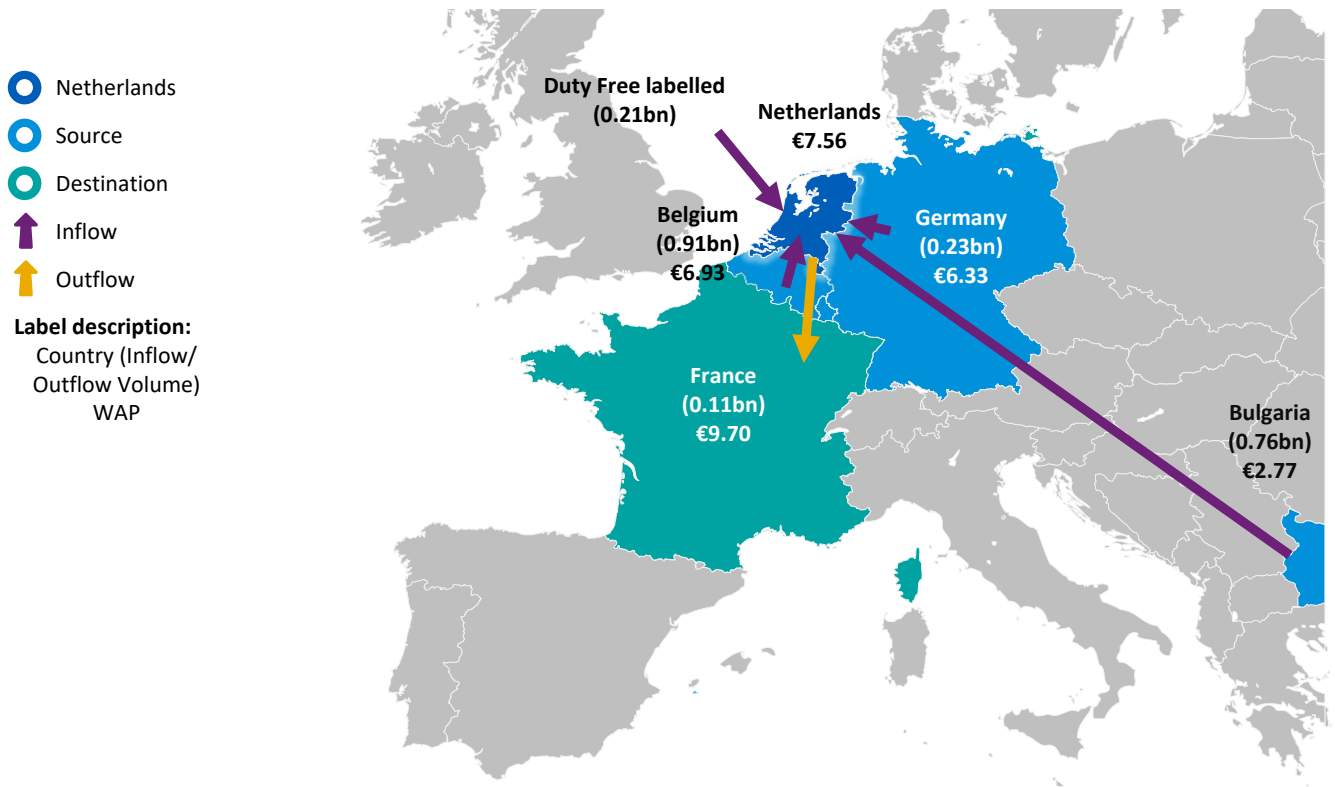 Netherlands
Source
Destination
Inflow
Outflow
Label description:
Country (Inflow/
Outflow Volume)
WAP
Duty Free labelled
(0.21bn)
Netherlands
€7.56
Belgium
(0.91bn)
€6.93
Germany
(0.23bn)
€6.33
France
(0.11bn)
€9.70
Bulgaria
(0.76bn)
€2.77